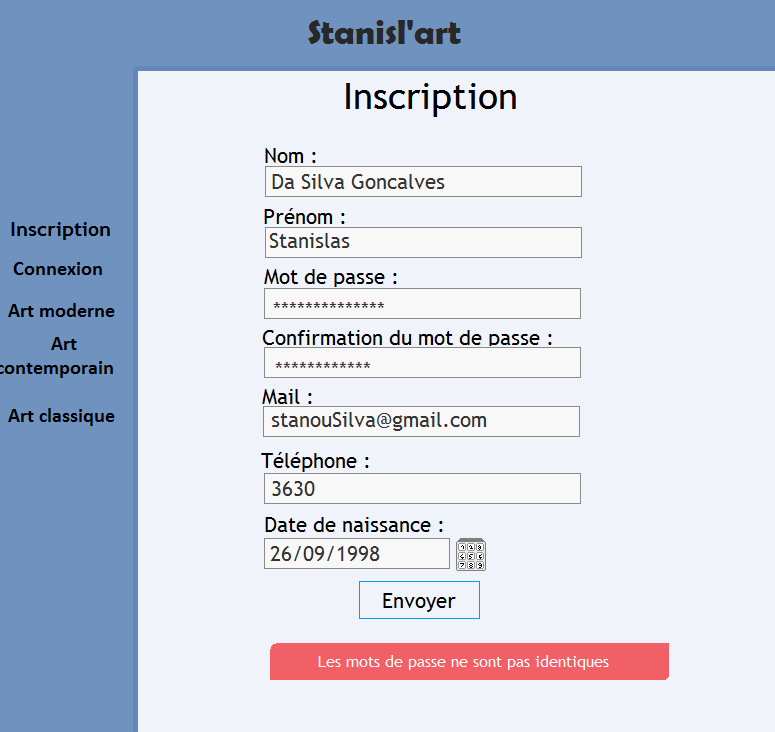 Stanisl'art
Inscription
Nom :
Da Silva Goncalves
Prénom :
Stanislas
Mot de passe :
**************
Confirmation du mot de passe :
************
Mail :
stanouSilva@gmail.com
Téléphone :
3630
Date de naissance :
26/09/1998
Envoyer
Les mots de passe ne sont pas identiques
Inscription
Connexion
Art moderne
Art
contemporain
Art classique